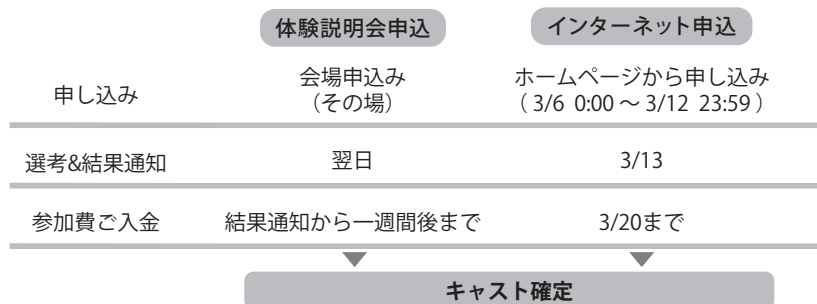 体験説明会申込 インターネット申込
申し込み 会場申込み（その場） ホームページから申し込み（ 3/6 0:00 ～ 3/12 23:59 ）
選考&結果通知 翌日 3/13
参加費ご入金 結果通知から一週間後まで 3/20まで
キャスト確定